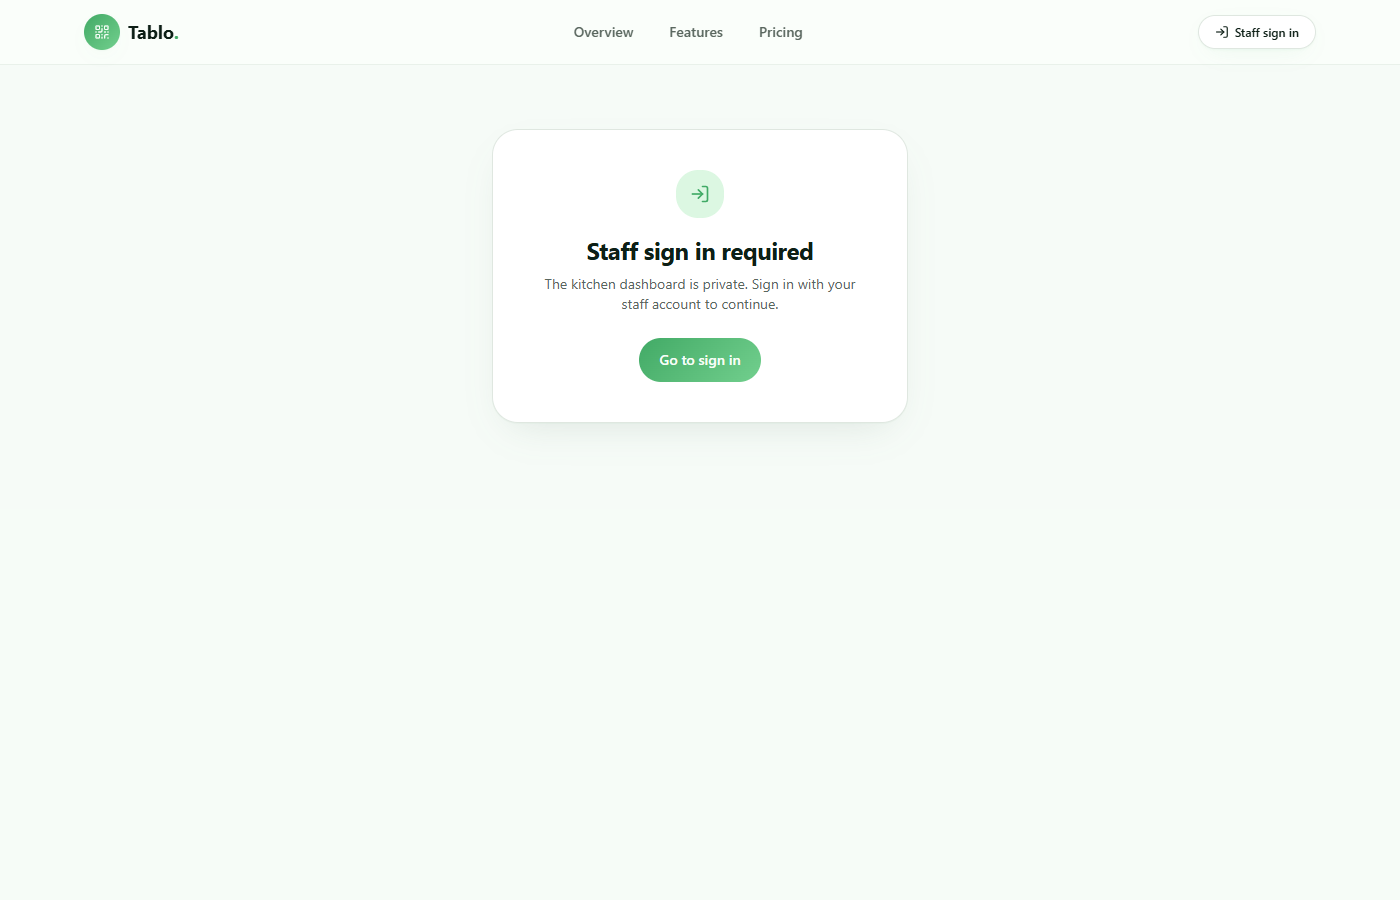 Tablo.
Overview
Features
Pricing
Staff sign in
Staff sign in required
The kitchen dashboard is private. Sign in with your
staff account to continue.
Go to sign in